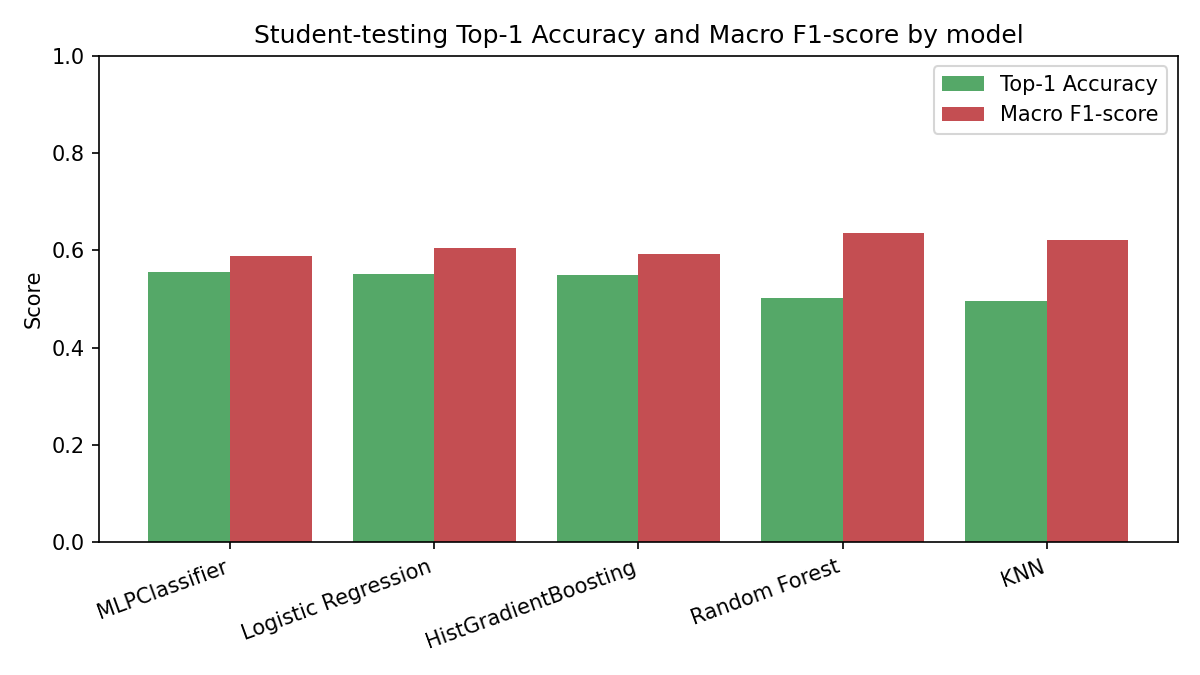 Student-testing Top-1 Accuracy and Macro F1-score by model
Top-1 Accuracy
Macro F1-score
1.0
0.8
0.6
0.4
0.2
0.0
Score
MLPClassifier
Logistic Regression
HistGradientBoosting
Random Forest
KNN